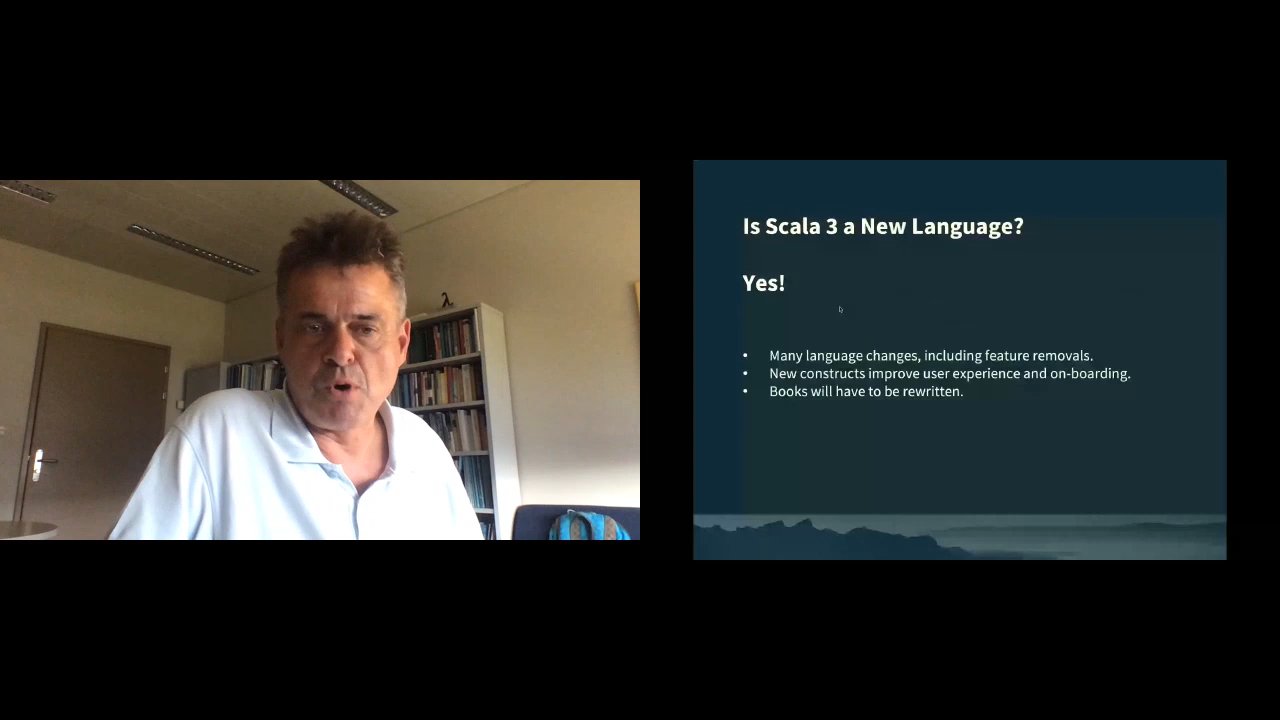 Is Scala 3 a New Language?
Yes!
• Many language changes, including feature removals.
• New constructs improve user experience and on-boarding.
• Books will have to be rewritten.